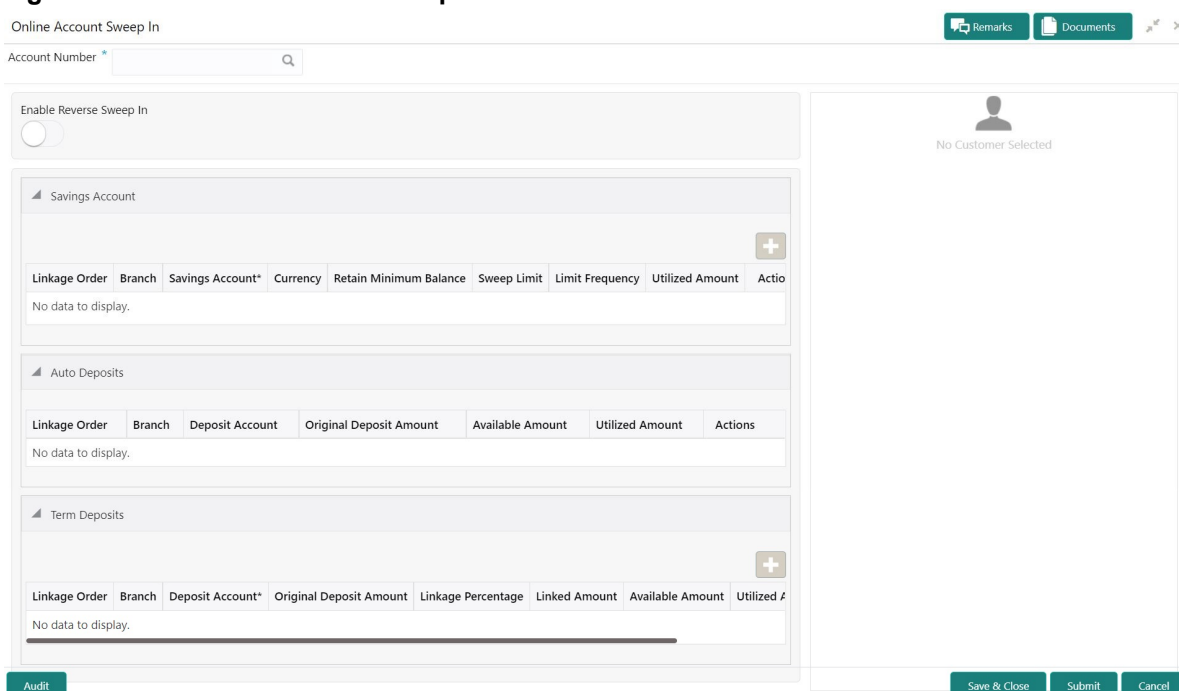 Online Account Sweep In
Remarks
Documents
Account Number *
Enable Reverse Sweep In
No Customer Selected
Savings Account
Linkage Order Branch Savings Account* Currency Retain Minimum Balance Sweep Limit Limit Frequency Utilized Amount Actio
No data to display.
Auto Deposits
Linkage Order Branch Deposit Account Original Deposit Amount Available Amount Utilized Amount Actions
No data to display.
Term Deposits
Linkage Order Branch Deposit Account* Original Deposit Amount Linkage Percentage Linked Amount Available Amount Utilized A
No data to display.
Audit
Save & Close
Submit
Cancel